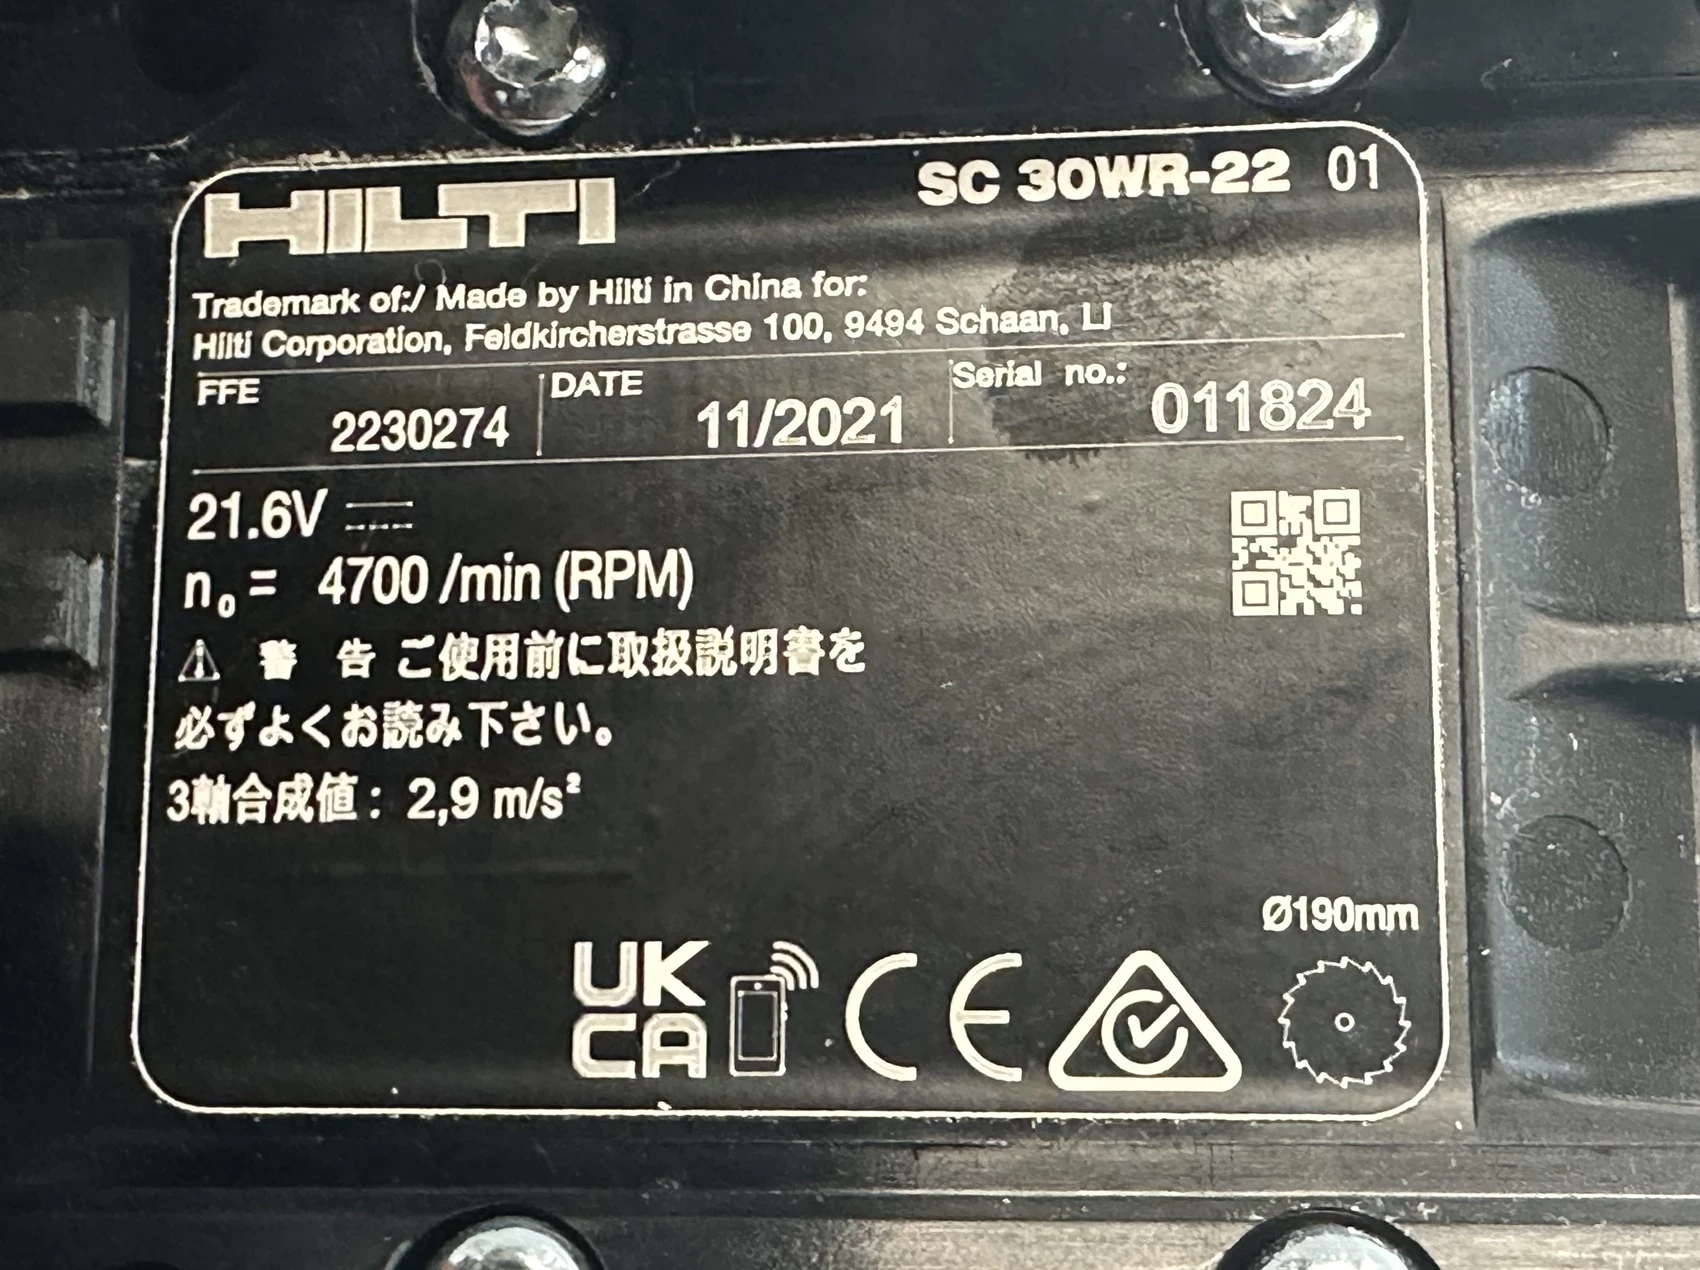 HILTI
SC 30WR-22 01
Trademark of:/ Made by Hilti in China for:
Hilti Corporation, Feldkircherstrasse 100, 9494 Schaan, LI
FFE 2230274 DATE 11/2021 Serial no.: 011824
21.6V
n₀ = 4700 /min (RPM)
⚠ 警 告 ご使用前に取扱説明書を
必ずよくお読み下さい。
3軸合成値: 2,9 m/s²
Ø190mm
UK
CA
CE